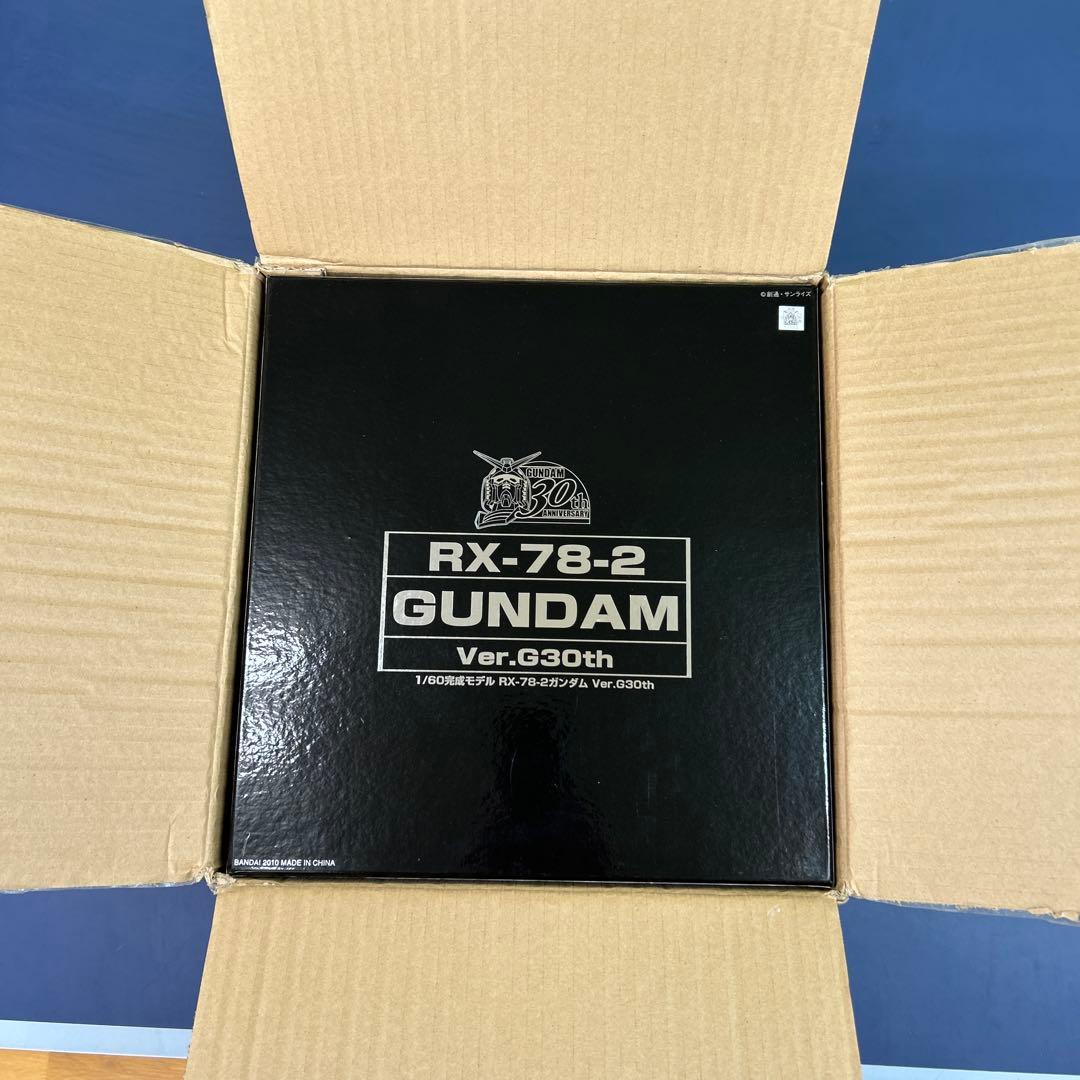 ©創通・サンライズ
GUNDAM
30th
ANNIVERSARY
RX-78-2
GUNDAM
Ver.G30th
1/60完成モデル RX-78-2ガンダム Ver.G30th
BANDAI 2010 MADE IN CHINA